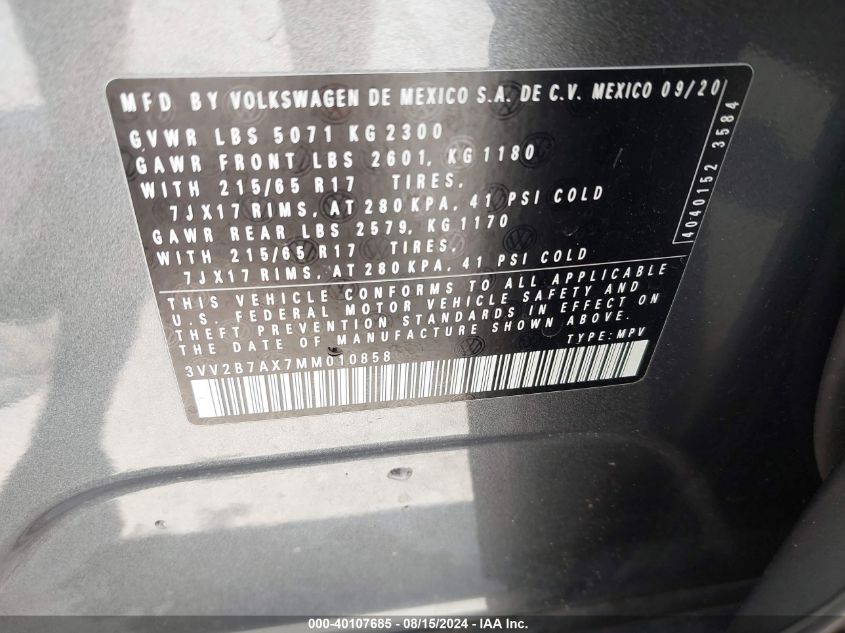 MFD BY VOLKSWAGEN DE MEXICO S.A. DE C.V. MEXICO 09/20
GVWR LBS 5071 KG 2300
GAWR FRONT LBS 2601, KG 1180
WITH 215/65 R17 TIRES,
7JX17 RIMS, AT 280 KPA, 41 PSI COLD
GAWR REAR LBS 2579, KG 1170
WITH 215/65 R17 TIRES,
7JX17 RIMS, AT 280 KPA, 41 PSI COLD
4040152 3584
THIS VEHICLE CONFORMS TO ALL APPLICABLE
U.S. FEDERAL MOTOR VEHICLE SAFETY AND
THEFT PREVENTION STANDARDS IN EFFECT ON
THE DATE OF MANUFACTURE SHOWN ABOVE.
TYPE: MPV
3VV2B7AX7MM010858
000-40107685 - 08/15/2024 - IAA Inc.